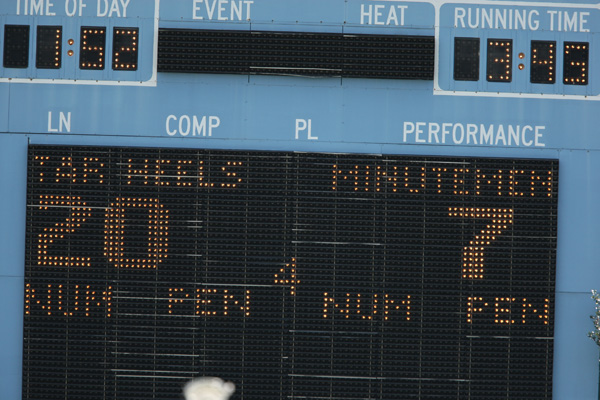 TIME OF DAY EVENT HEAT RUNNING TIME
1:52 3:45
LN COMP PL PERFORMANCE
TAR HEELS MINUTEMEN
20 7
4
NUM PEN NUM PEN